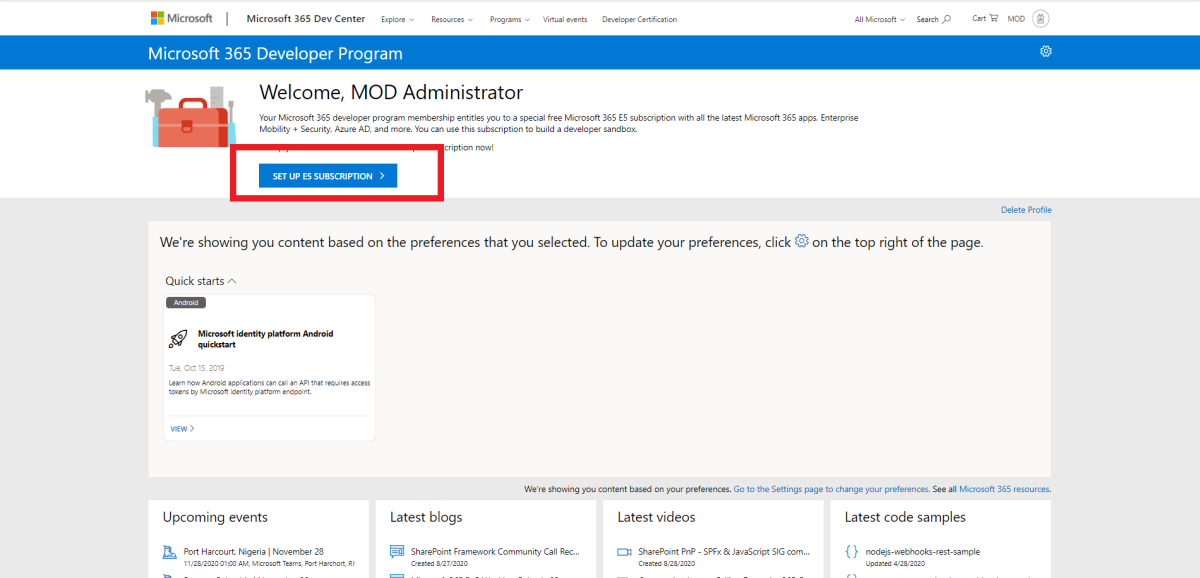 Microsoft | Microsoft 365 Dev Center Explore Resources Programs Virtual events Developer Certification All Microsoft Search Cart MOD
Microsoft 365 Developer Program
Welcome, MOD Administrator
Your Microsoft 365 developer program membership entitles you to a special free Microsoft 365 E5 subscription with all the latest Microsoft 365 apps. Enterprise
Mobility + Security, Azure AD, and more. You can use this subscription to build a developer sandbox.
cription now!
SET UP E5 SUBSCRIPTION
Delete Profile
We're showing you content based on the preferences that you selected. To update your preferences, click on the top right of the page.
Quick starts
Android
Microsoft identity platform Android
quickstart
Tue, Oct 15, 2019
Learn how Android applications can call an API that requires access
tokens by Microsoft identity platform endpoint.
VIEW
We're showing you content based on your preferences. Go to the Settings page to change your preferences. See all Microsoft 365 resources.
Upcoming events
Port Harcourt, Nigeria | November 28
11/28/2020 01:00 AM, Microsoft Teams, Port Harchort, RI
Latest blogs
SharePoint Framework Community Call Rec...
Created 8/27/2020
Latest videos
SharePoint PnP - SPFx & JavaScript SIG com...
Created 8/28/2020
Latest code samples
nodejs-webhooks-rest-sample
Updated 4/28/2020